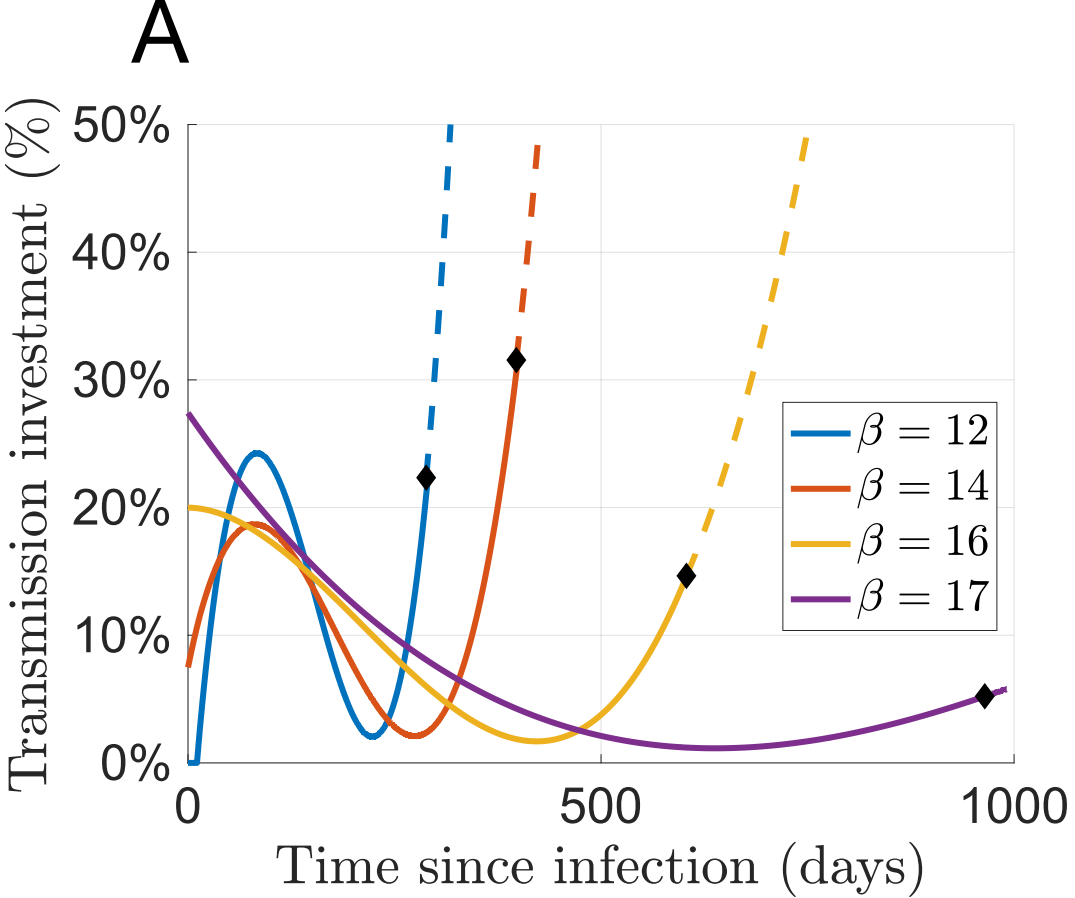 A
Transmission investment (%)
50%
40%
30%
20%
10%
0%
β = 12
β = 14
β = 16
β = 17
0 500 1000
Time since infection (days)